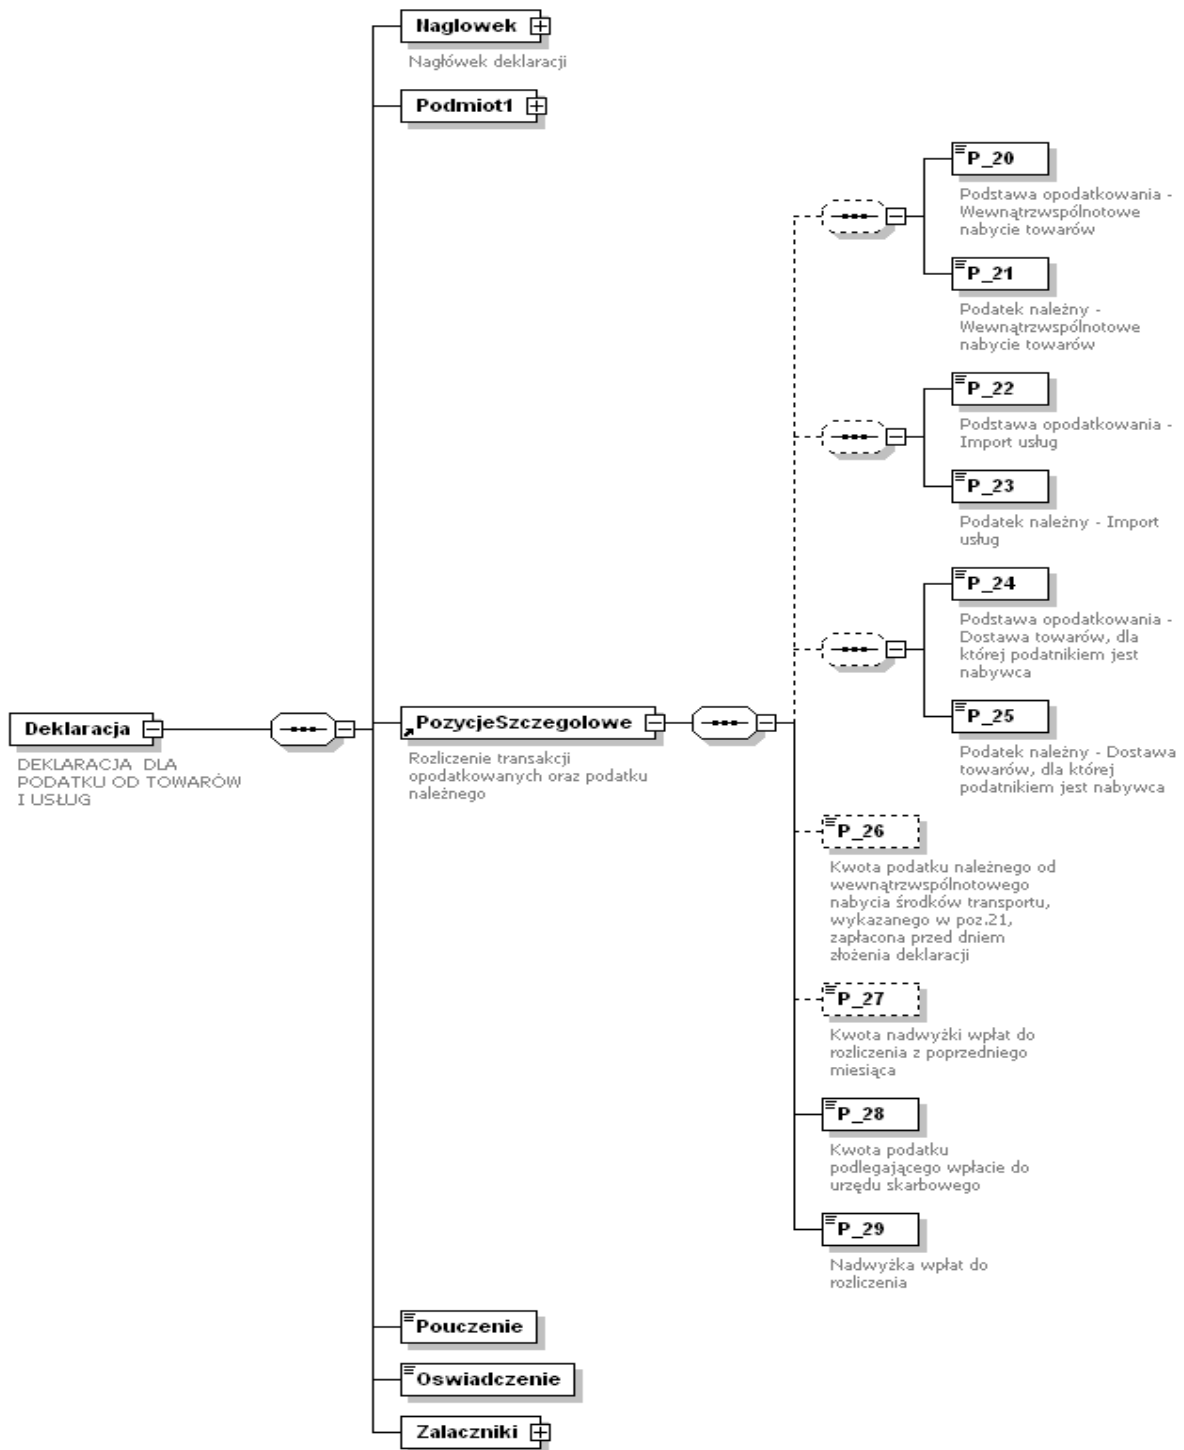 Naglowek
Nagłówek deklaracji
Podmiot1
P_20
Podstawa opodatkowania -
Wewnątrzwspólnotowe
nabycie towarów
P_21
Podatek należny -
Wewnątrzwspólnotowe
nabycie towarów
P_22
Podstawa opodatkowania -
Import usług
P_23
Podatek należny - Import
usług
P_24
Podstawa opodatkowania -
Dostawa towarów, dla
której podatnikiem jest
nabywca
P_25
Podatek należny - Dostawa
towarów, dla której
podatnikiem jest nabywca
Deklaracja
DEKLARACJA DLA
PODATKU OD TOWARÓW
I USŁUG
PozycjeSzczegolowe
Rozliczenie transakcji
opodatkowanych oraz podatku
należnego
P_26
Kwota podatku należnego od
wewnątrzwspólnotowego
nabycia środków transportu,
wykazanego w poz.21,
zapłacona przed dniem
złożenia deklaracji
P_27
Kwota nadwyżki wpłat do
rozliczenia z poprzedniego
miesiąca
P_28
Kwota podatku
podlegającego wpłacie do
urzędu skarbowego
P_29
Nadwyżka wpłat do
rozliczenia
Pouczenie
Oswiadczenie
Zalaczniki